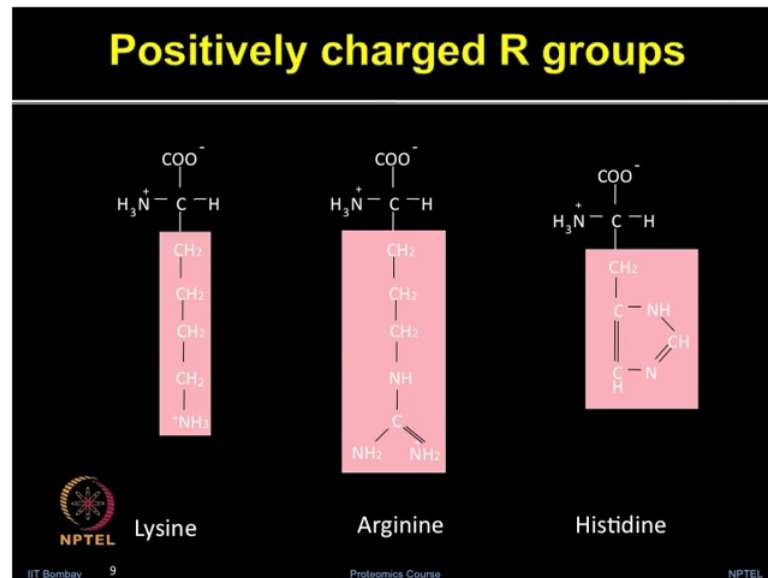 Positively charged R groups
COO-
H3N+ — C — H
CH2
CH2
CH2
CH2
+NH3
Lysine
COO-
H3N+ — C — H
CH2
CH2
CH2
NH
C
NH2 +NH2
Arginine
COO-
H3N+ — C — H
CH2
C — NH
CH
C — N
H
Histidine
NPTEL
IIT Bombay 9 Proteomics Course NPTEL